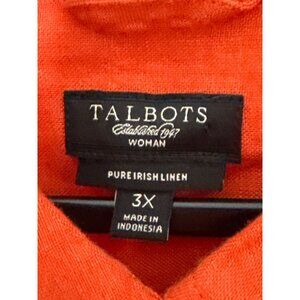 TALBOTS
Established 1947
WOMAN
PURE IRISH LINEN
3X
MADE IN
INDONESIA